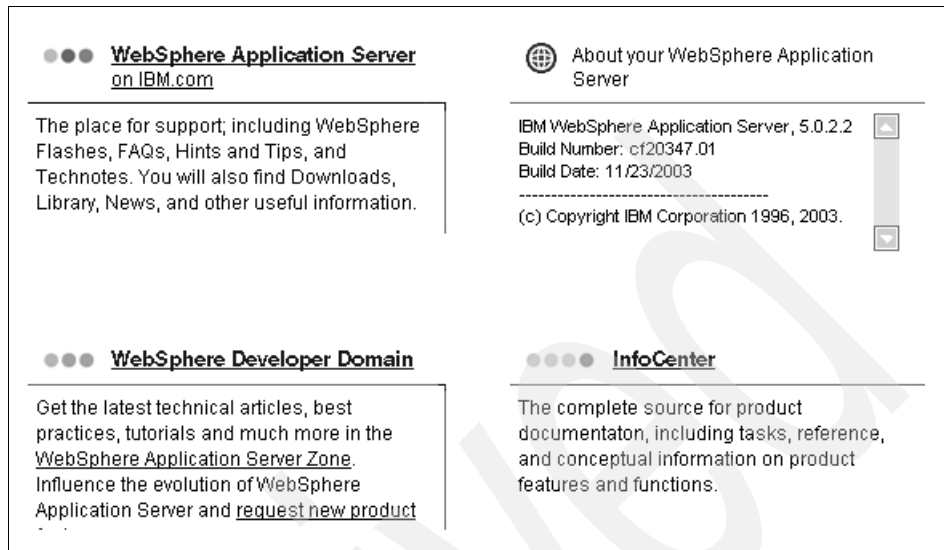 WebSphere Application Server
on IBM.com
The place for support; including WebSphere
Flashes, FAQs, Hints and Tips, and
Technotes. You will also find Downloads,
Library, News, and other useful information.
About your WebSphere Application
Server
IBM WebSphere Application Server, 5.0.2.2
Build Number: cf20347.01
Build Date: 11/23/2003
-------------------------------------
(c) Copyright IBM Corporation 1996, 2003.
WebSphere Developer Domain
Get the latest technical articles, best
practices, tutorials and much more in the
WebSphere Application Server Zone.
Influence the evolution of WebSphere
Application Server and request new product
InfoCenter
The complete source for product
documentaton, including tasks, reference,
and conceptual information on product
features and functions.